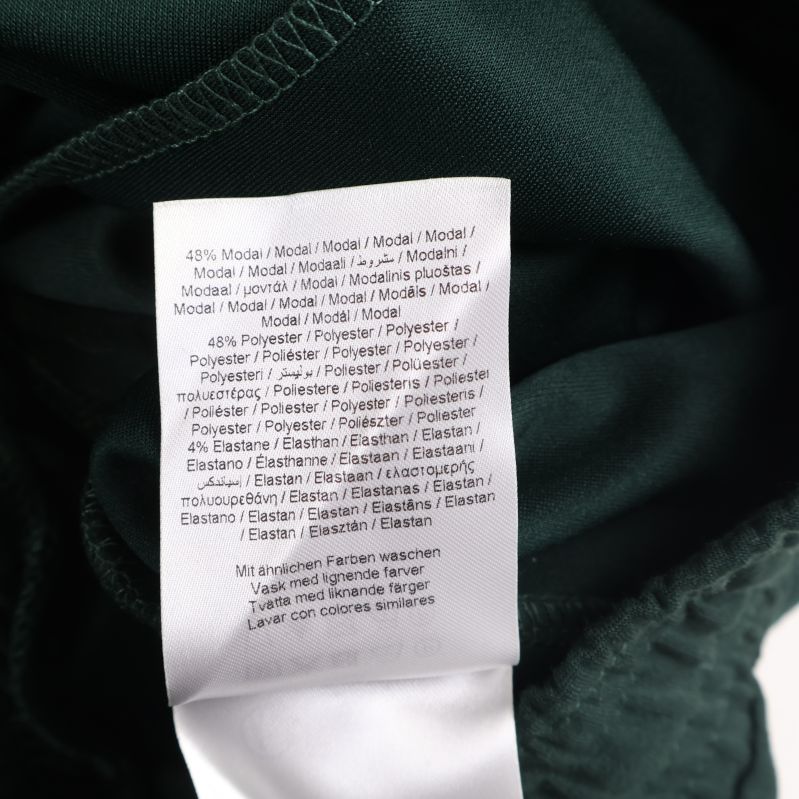 48% Modal / Modal / Modal / Modal / Modal /
Modal / Modal / Modaali / / Modalni /
Modaal / μοντάλ / Modal / Modalinis pluoštas /
Modal / Modal / Modal / Modal / Modāls / Modal /
Modal / Modál / Modal
48% Polyester / Polyester / Polyester /
Polyester / Poliéster / Polyester / Polyester /
Polyesteri / بوليستر / Poliester / Polüester /
πολυεστέρας / Poliestere / Poliesteris / Poliester
/ Poliéster / Poliester / Polyester / Poliesteris /
Polyester / Polyester / Poliészter / Poliester
4% Elastane / Elasthan / Elasthan / Elastan /
Elastano / Élasthanne / Elastaan / Elastaani /
/ Elastan / Elastaan / ελαστομερής
πολυουρεθάνη / Elastan / Elastanas / Elastan /
Elastano / Elastan / Elastan / Elastāns / Elastan
/ Elastan / Elasztán / Elastan
Mit ähnlichen Farben waschen
Vask med lignende farver
Tvätta med liknande färger
Lavar con colores similares